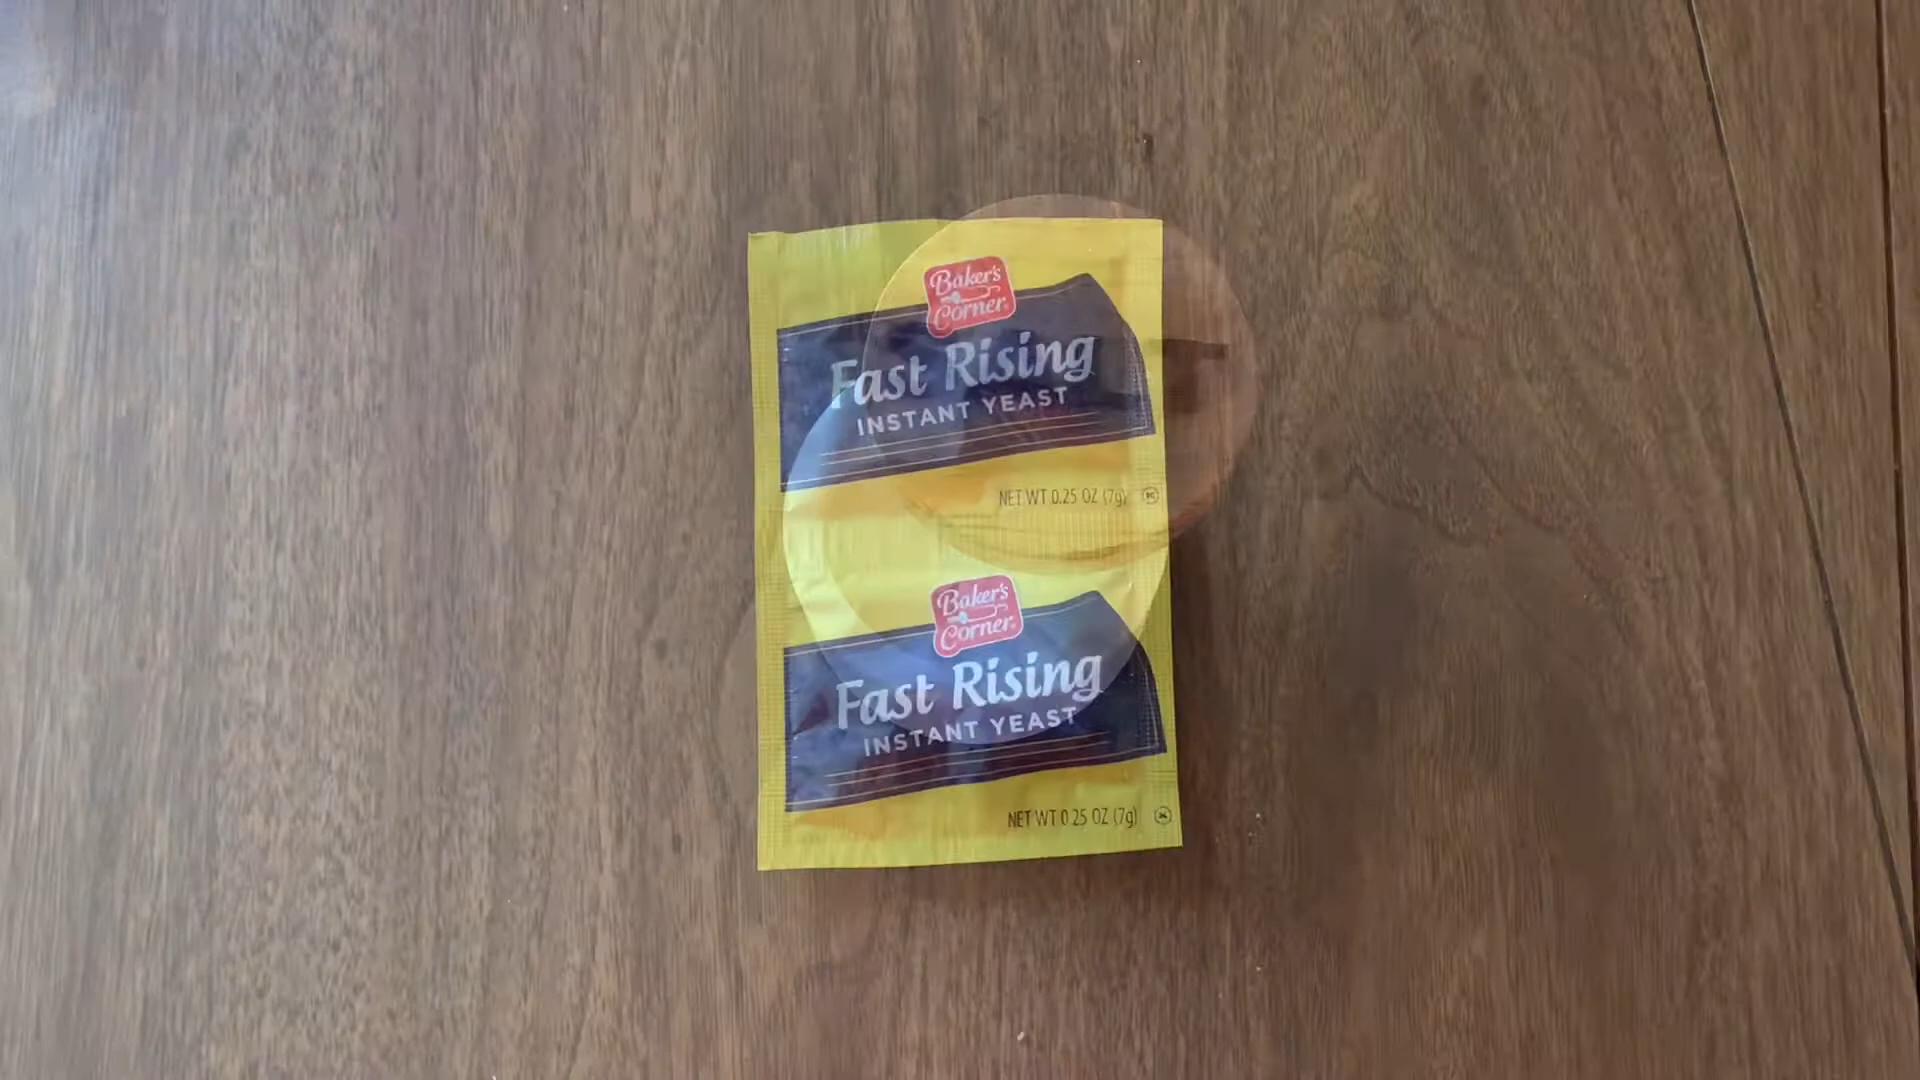 Baker's
Corner
Fast Rising
INSTANT YEAST
NET WT 0.25 OZ (7g)
Baker's
Corner
Fast Rising
INSTANT YEAST
NET WT 0.25 OZ (7g)